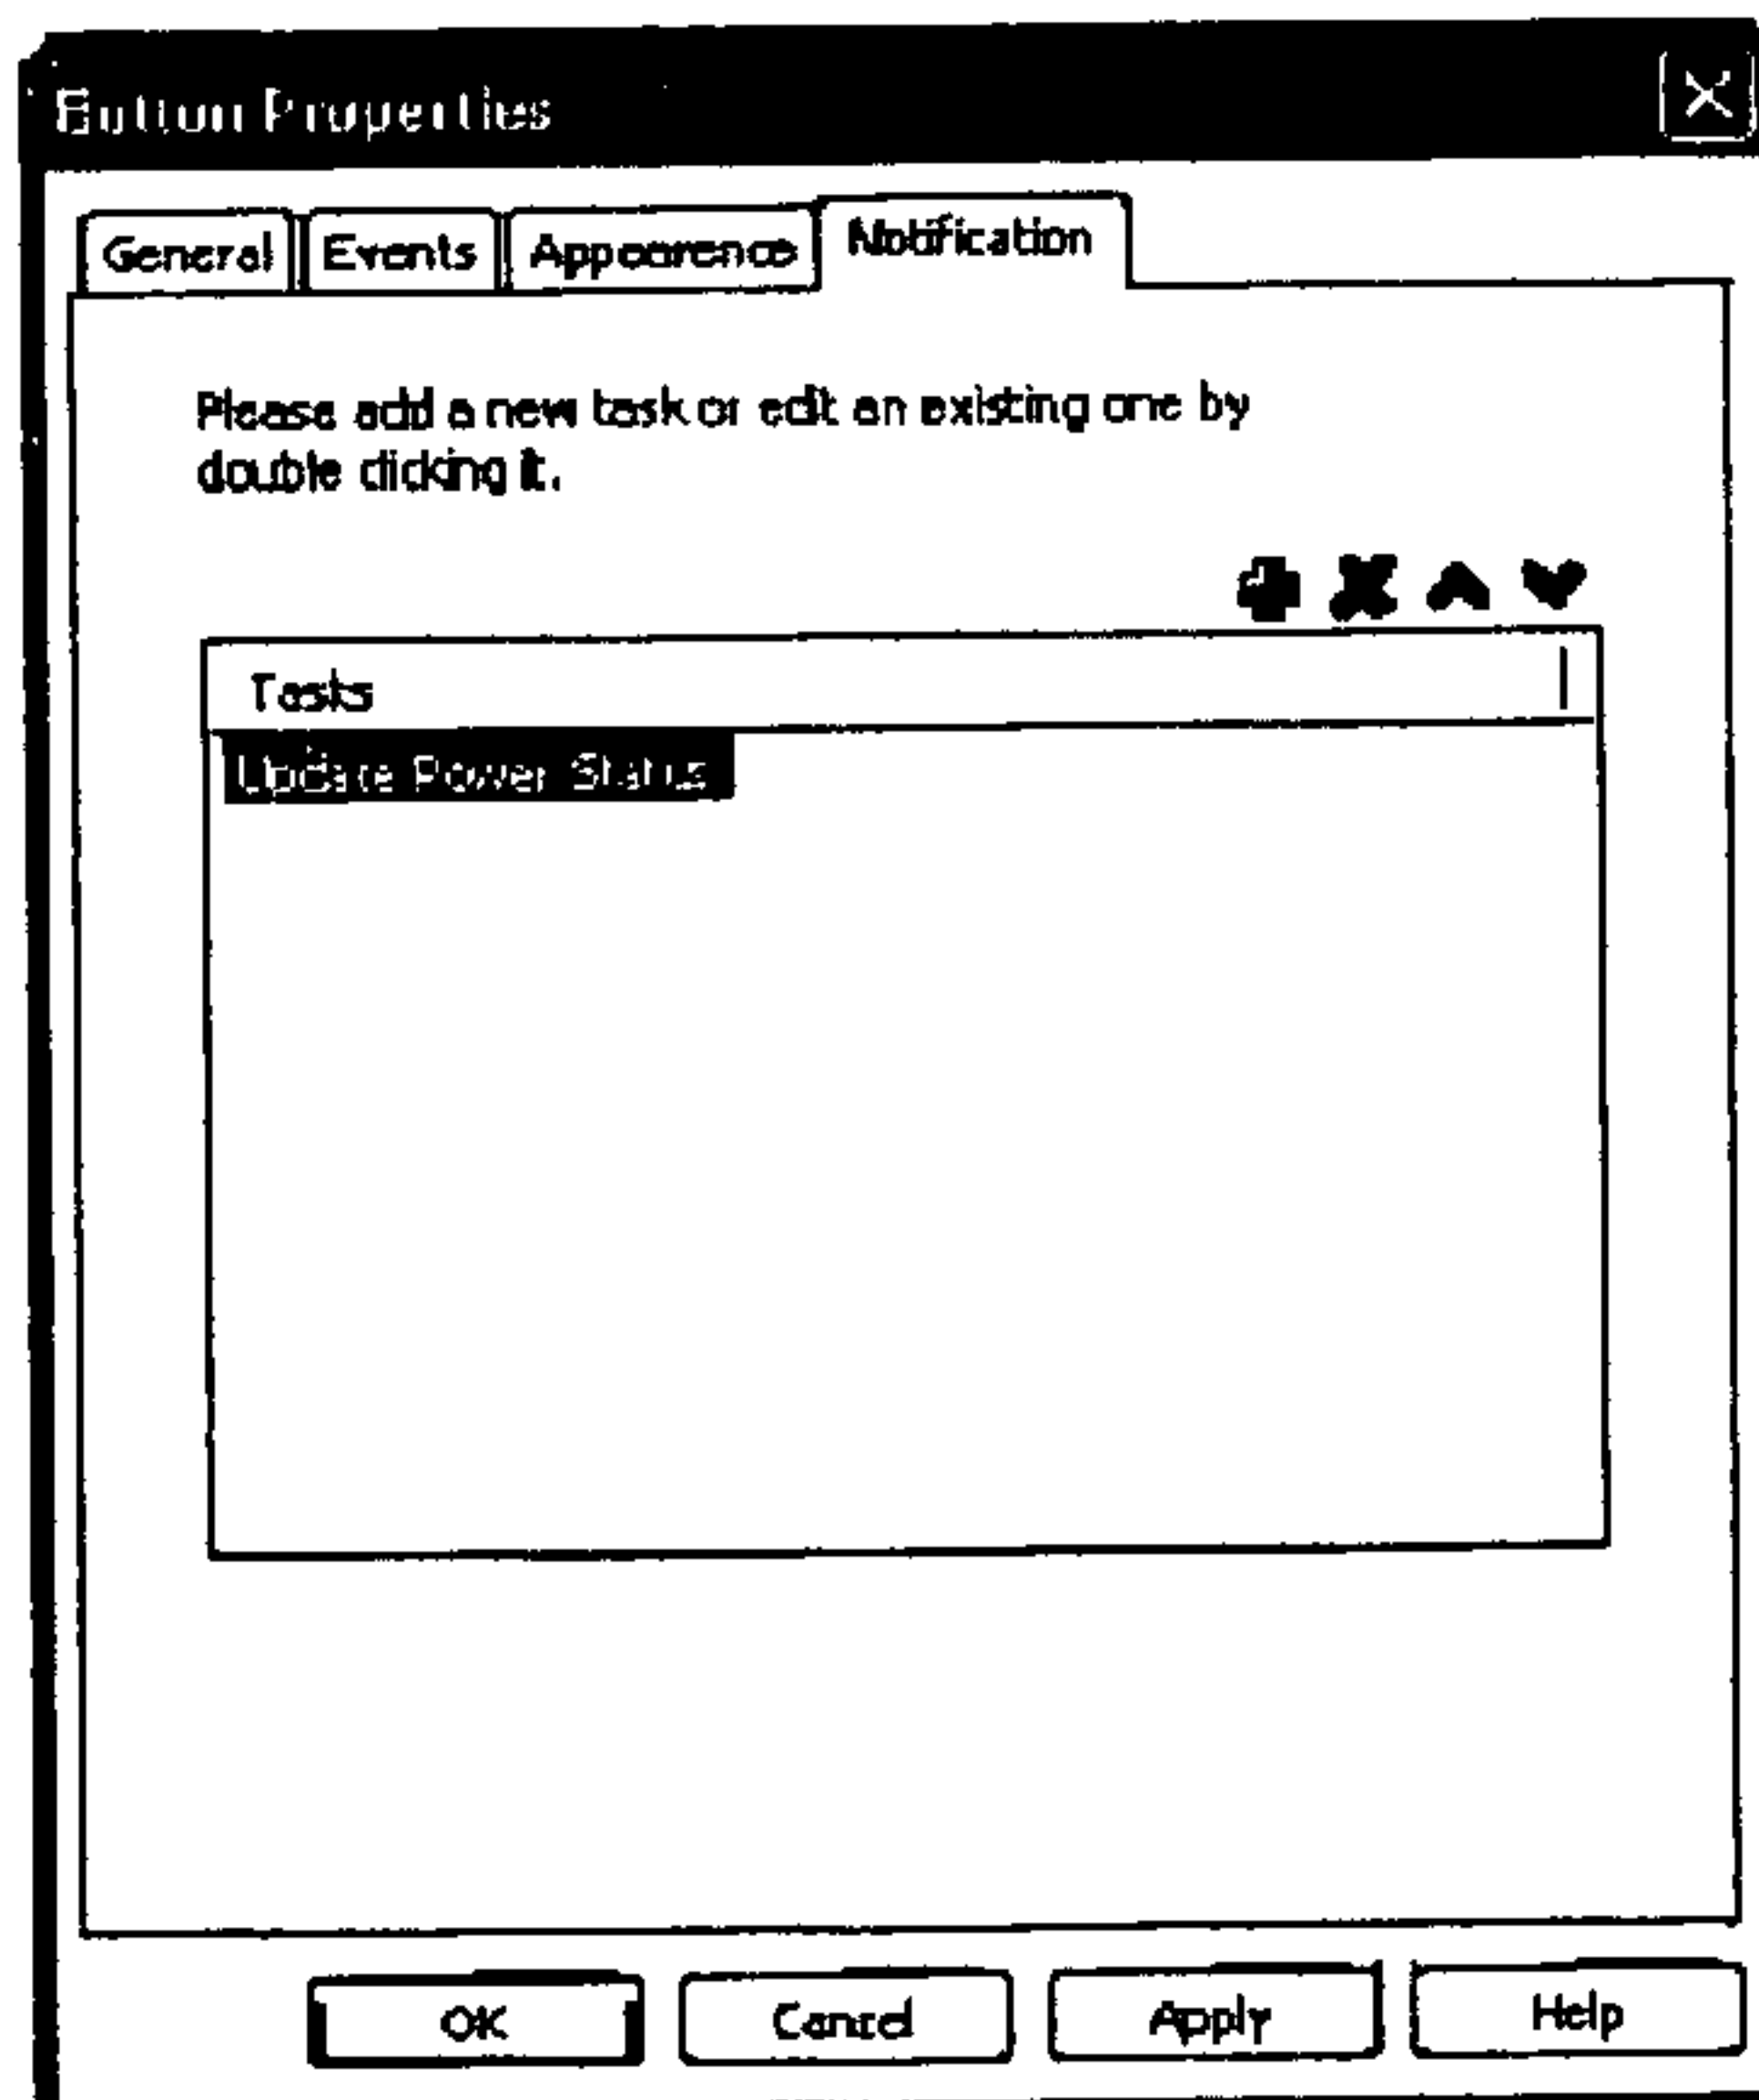 Button Properties
General Events Appearance Notification
Please add a new task or edit an existing one by
double clicking it.
Tasks
Update Power Status
OK Cancel Apply Help